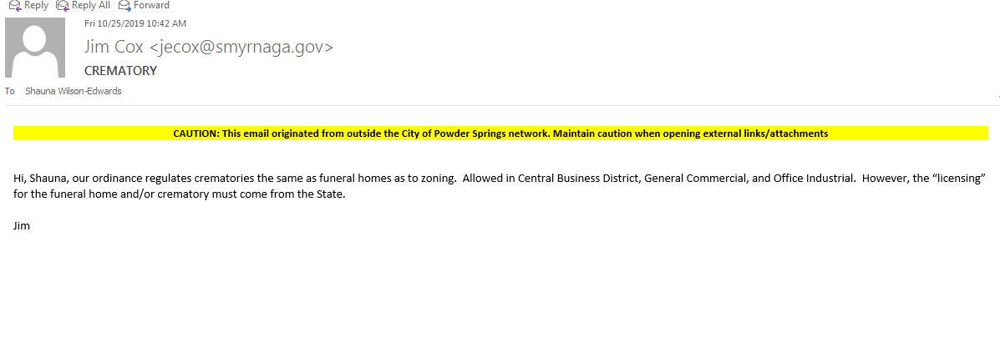 Reply Reply All Forward
Fri 10/25/2019 10:42 AM
Jim Cox <jecox@smyrnaga.gov>
CREMATORY
To Shauna Wilson-Edwards
CAUTION: This email originated from outside the City of Powder Springs network. Maintain caution when opening external links/attachments
Hi, Shauna, our ordinance regulates crematories the same as funeral homes as to zoning.  Allowed in Central Business District, General Commercial, and Office Industrial.  However, the “licensing”
for the funeral home and/or crematory must come from the State.
Jim